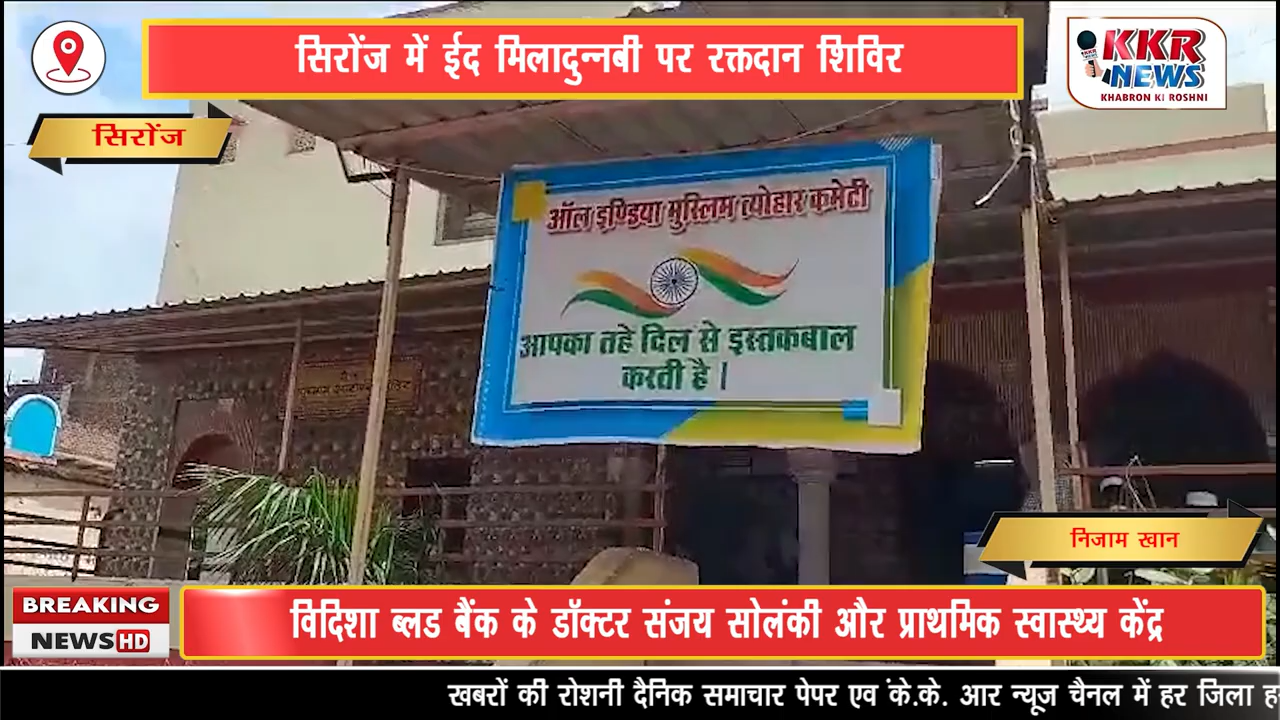 सिरोंज में ईद मिलादुन्नबी पर रक्तदान शिविर
KKR
NEWS
KHABRON KI ROSHNI
सिरोंज
ऑल इण्डिया मुस्लिम त्योहार कमेटी
आपका तहे दिल से इस्तकबाल
करती है |
निजाम खान
BREAKING
NEWS HD
विदिशा ब्लड बैंक के डॉक्टर संजय सोलंकी और प्राथमिक स्वास्थ्य केंद्र
खबरों की रोशनी दैनिक समाचार पेपर एवं के.के. आर न्यूज चैनल में हर जिला ह